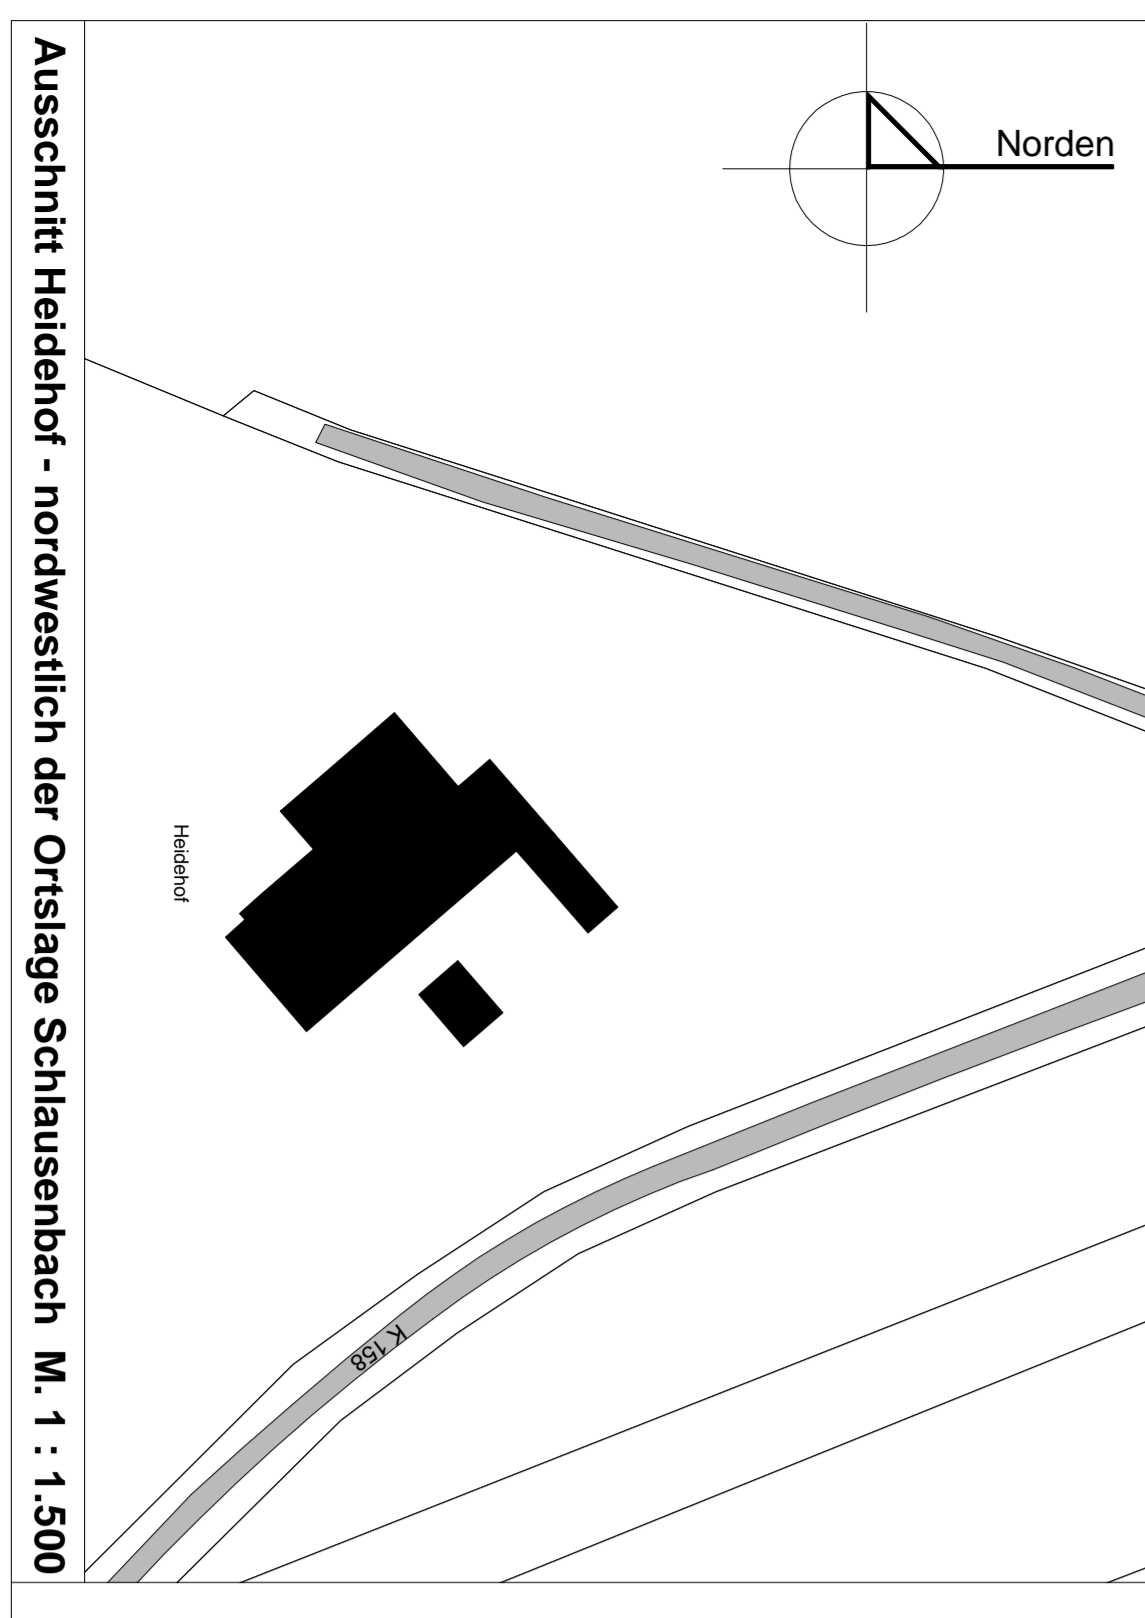 Ausschnitt Heidehof - nordwestlich der Ortslage Schlausenbach M. 1 : 1.500
Norden
Heidehof
K 158